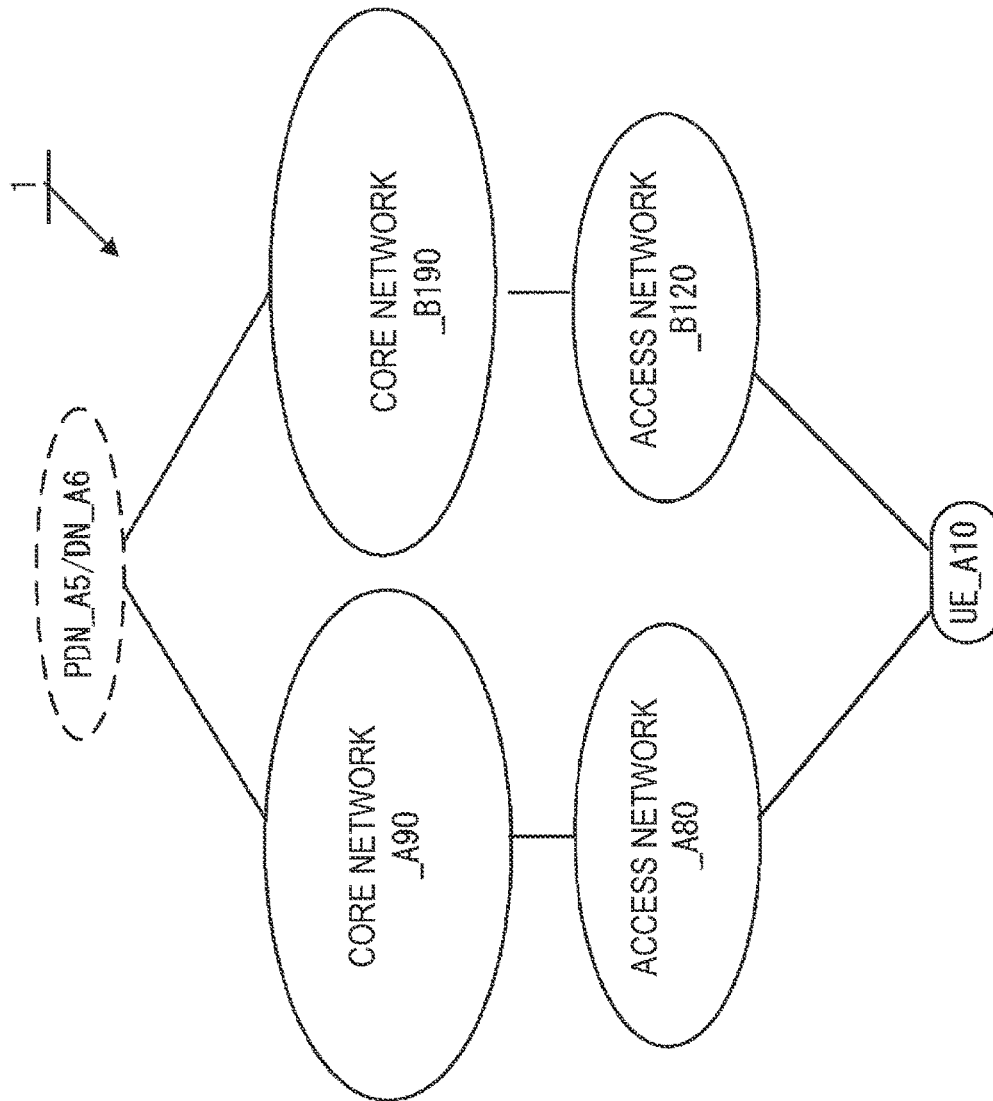 1
PDN_A5/DN_A6
CORE NETWORK
_A90
CORE NETWORK
_B190
ACCESS NETWORK
_A80
ACCESS NETWORK
_B120
UE_A10